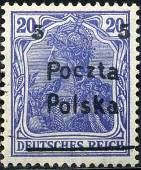 20 5 5 20
Poczta
Polska
DEUTSCHES REICH